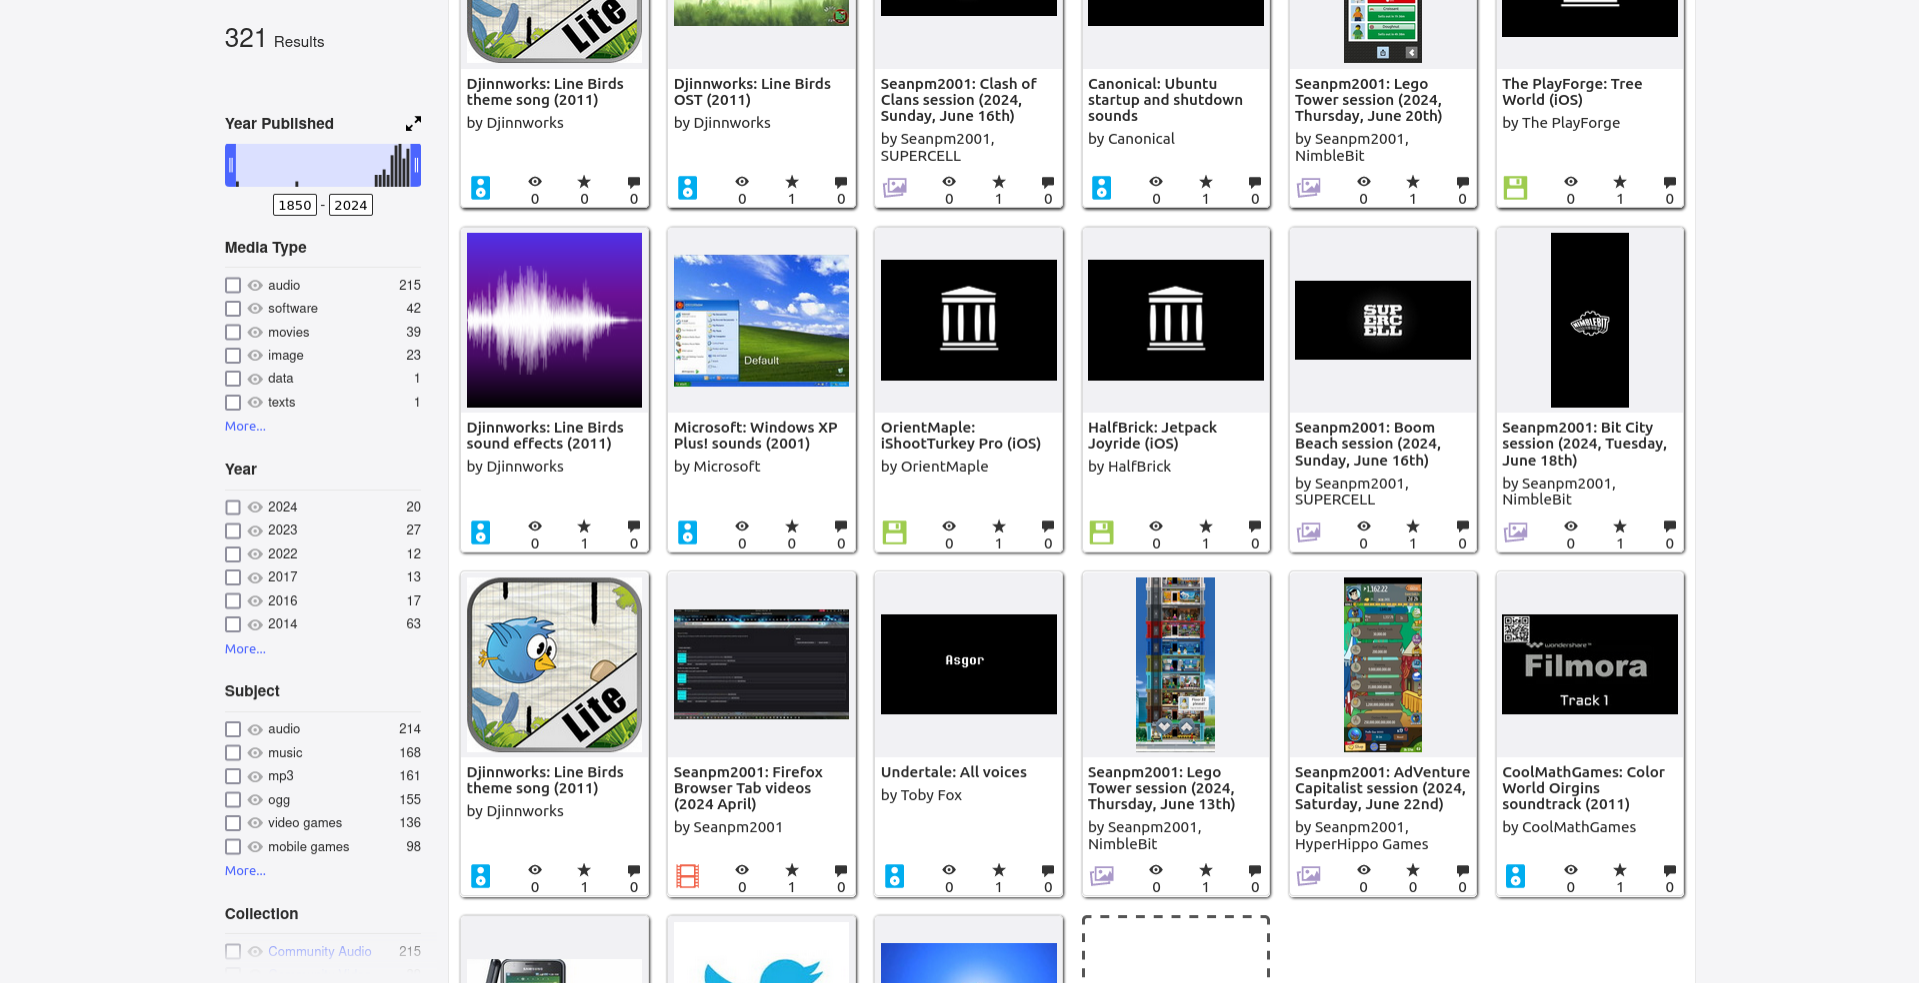 321 Results
Year Published
1850 - 2024
Media Type
audio 215
software 42
movies 39
image 23
data 1
texts 1
More...
Year
2024 20
2023 27
2022 12
2017 13
2016 17
2014 63
More...
Subject
audio 214
music 168
mp3 161
ogg 155
video games 136
mobile games 98
More...
Collection
Community Audio 215
Lite
Djinnworks: Line Birds
theme song (2011)
by Djinnworks
0 0 0
Djinnworks: Line Birds
OST (2011)
by Djinnworks
0 1 0
Seanpm2001: Clash of
Clans session (2024,
Sunday, June 16th)
by Seanpm2001,
SUPERCELL
0 1 0
Canonical: Ubuntu
startup and shutdown
sounds
by Canonical
0 1 0
Seanpm2001: Lego
Tower session (2024,
Thursday, June 20th)
by Seanpm2001,
NimbleBit
0 1 0
The PlayForge: Tree
World (iOS)
by The PlayForge
0 1 0
Djinnworks: Line Birds
sound effects (2011)
by Djinnworks
0 1 0
Default
Microsoft: Windows XP
Plus! sounds (2001)
by Microsoft
0 0 0
OrientMaple:
iShootTurkey Pro (iOS)
by OrientMaple
0 1 0
HalfBrick: Jetpack
Joyride (iOS)
by HalfBrick
0 1 0
SUP
ERC
ELL
Seanpm2001: Boom
Beach session (2024,
Sunday, June 16th)
by Seanpm2001,
SUPERCELL
0 1 0
NIMBLEBIT
Seanpm2001: Bit City
session (2024, Tuesday,
June 18th)
by Seanpm2001,
NimbleBit
0 1 0
Lite
Djinnworks: Line Birds
theme song (2011)
by Djinnworks
0 1 0
Seanpm2001: Firefox
Browser Tab videos
(2024 April)
by Seanpm2001
0 1 0
Asgor
Undertale: All voices
by Toby Fox
0 1 0
Seanpm2001: Lego
Tower session (2024,
Thursday, June 13th)
by Seanpm2001,
NimbleBit
0 1 0
Seanpm2001: AdVenture
Capitalist session (2024,
Saturday, June 22nd)
by Seanpm2001,
HyperHippo Games
0 0 0
wondershare™
Filmora
Track 1
CoolMathGames: Color
World Oirgins
soundtrack (2011)
by CoolMathGames
0 1 0